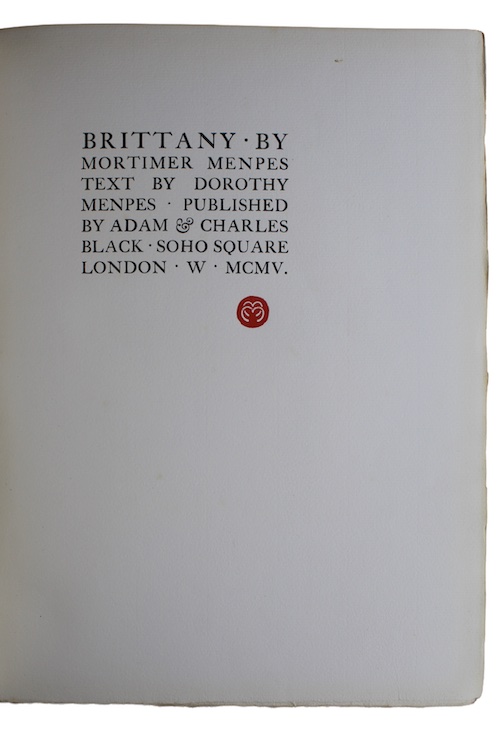 BRITTANY · BY
MORTIMER MENPES
TEXT BY DOROTHY
MENPES · PUBLISHED
BY ADAM & CHARLES
BLACK · SOHO SQUARE
LONDON · W · MCMV.